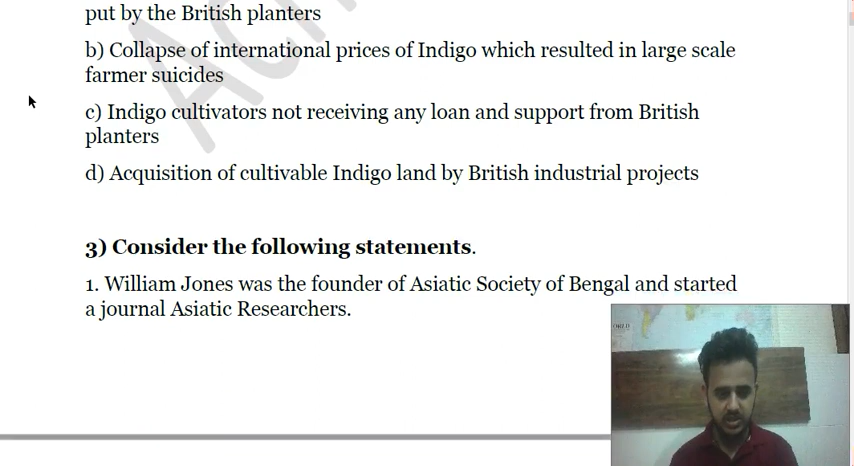 put by the British planters
b) Collapse of international prices of Indigo which resulted in large scale
farmer suicides
c) Indigo cultivators not receiving any loan and support from British
planters
d) Acquisition of cultivable Indigo land by British industrial projects
3) Consider the following statements.
1. William Jones was the founder of Asiatic Society of Bengal and started
a journal Asiatic Researchers.